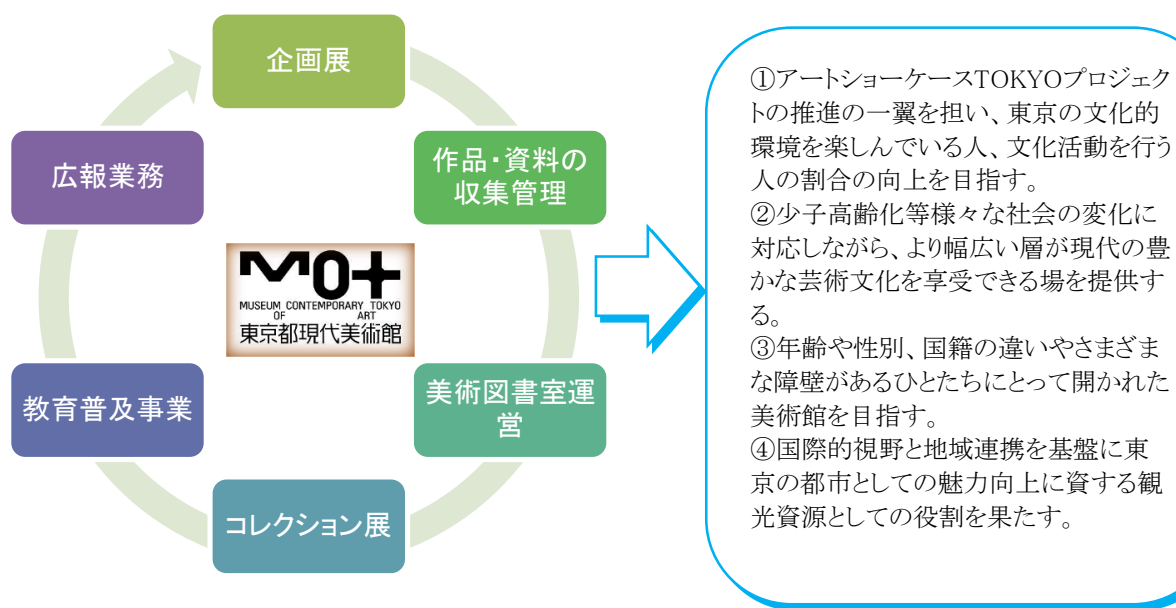 企画展
作品・資料の
収集管理
美術図書室運
営
コレクション展
教育普及事業
広報業務
MOT
MUSEUM CONTEMPORARY TOKYO
OF ART
東京都現代美術館
①アートショーケースTOKYOプロジェク
トの推進の一翼を担い、東京の文化的
環境を楽しんでいる人、文化活動を行う
人の割合の向上を目指す。
②少子高齢化等様々な社会の変化に
対応しながら、より幅広い層が現代の豊
かな芸術文化を享受できる場を提供す
る。
③年齢や性別、国籍の違いやさまざま
な障壁があるひとたちにとって開かれた
美術館を目指す。
④国際的視野と地域連携を基盤に東
京の都市としての魅力向上に資する観
光資源としての役割を果たす。